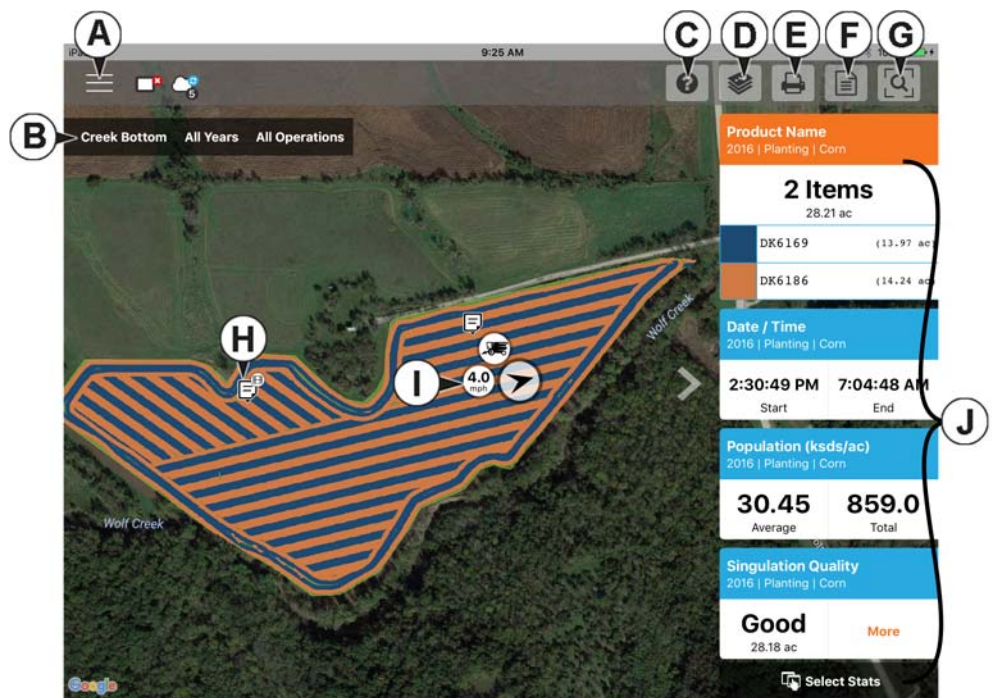 A
C
D
E
F
G
9:25 AM
5
B
Creek Bottom All Years All Operations
Product Name
2016 | Planting | Corn
2 Items
28.21 ac
DK6169 (13.97 ac)
DK6186 (14.24 ac)
Wolf Creek
H
I
4.0
mph
Date / Time
2016 | Planting | Corn
2:30:49 PM 7:04:48 AM
Start End
J
Population (ksds/ac)
2016 | Planting | Corn
30.45 859.0
Average Total
Wolf Creek
Singulation Quality
2016 | Planting | Corn
Good More
28.18 ac
Google
Select Stats